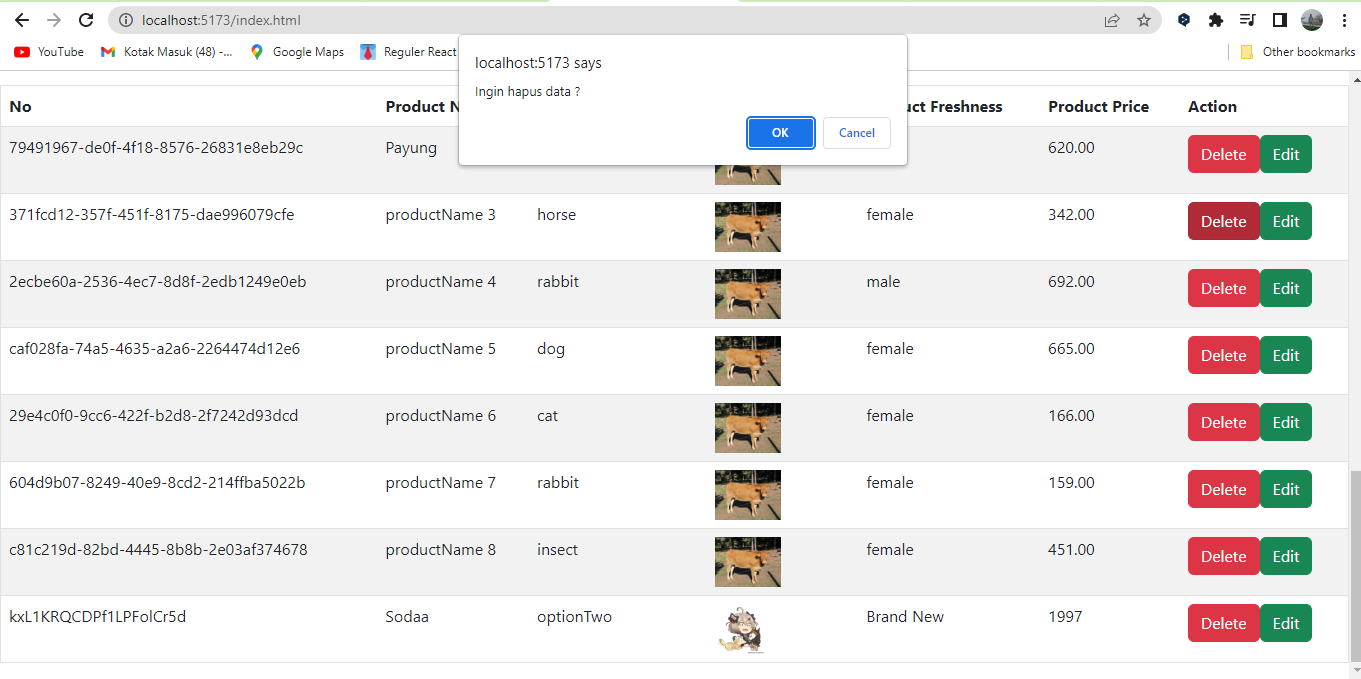 localhost:5173/index.html
YouTube Kotak Masuk (48) -... Google Maps Reguler React Other bookmarks
localhost:5173 says
Ingin hapus data ?
OK Cancel
No Product N uct Freshness Product Price Action
79491967-de0f-4f18-8576-26831e8eb29c Payung 620.00 Delete Edit
371fcd12-357f-451f-8175-dae996079cfe productName 3 horse female 342.00 Delete Edit
2ecbe60a-2536-4ec7-8d8f-2edb1249e0eb productName 4 rabbit male 692.00 Delete Edit
caf028fa-74a5-4635-a2a6-2264474d12e6 productName 5 dog female 665.00 Delete Edit
29e4c0f0-9cc6-422f-b2d8-2f7242d93dcd productName 6 cat female 166.00 Delete Edit
604d9b07-8249-40e9-8cd2-214ffba5022b productName 7 rabbit female 159.00 Delete Edit
c81c219d-82bd-4445-8b8b-2e03af374678 productName 8 insect female 451.00 Delete Edit
kxL1KRQCDPf1LPFolCr5d Sodaa optionTwo Brand New 1997 Delete Edit